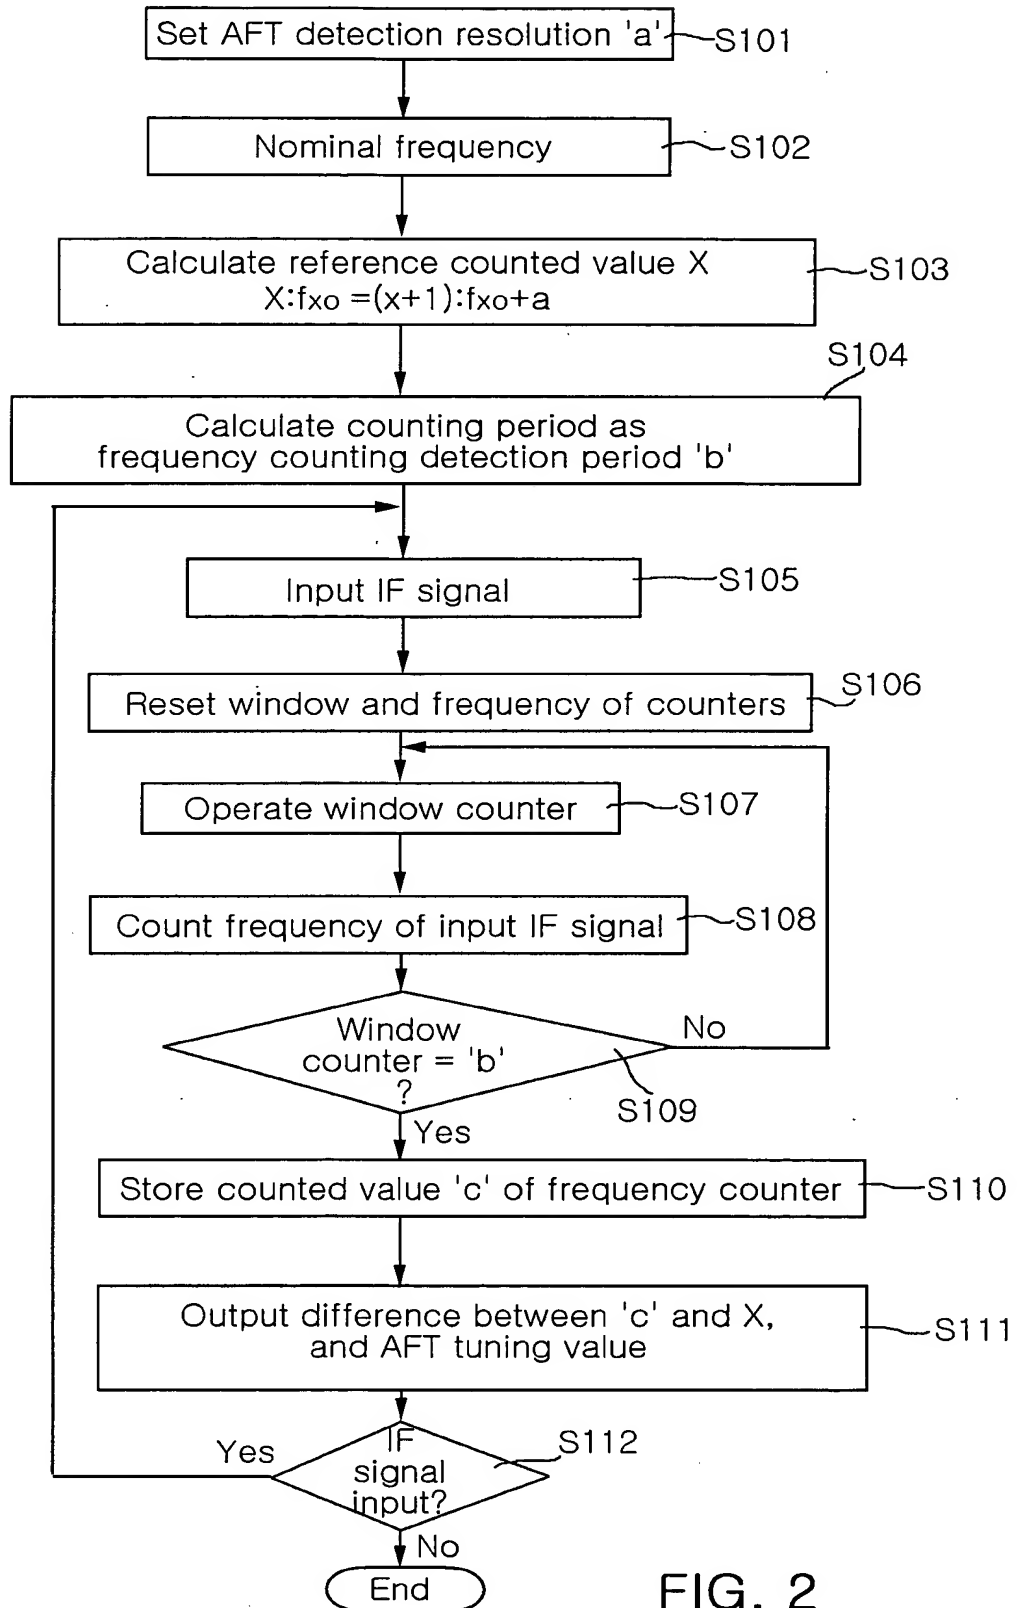 Set AFT detection resolution 'a'
S101
Nominal frequency
S102
Calculate reference counted value X
X:fxo =(x+1):fxo+a
S103
S104
Calculate counting period as
frequency counting detection period 'b'
Input IF signal
S105
Reset window and frequency of counters
S106
Operate window counter
S107
Count frequency of input IF signal
S108
Window
counter = 'b'
?
No
S109
Yes
Store counted value 'c' of frequency counter
S110
Output difference between 'c' and X,
and AFT tuning value
S111
IF
signal
input?
S112
Yes
No
End
FIG. 2